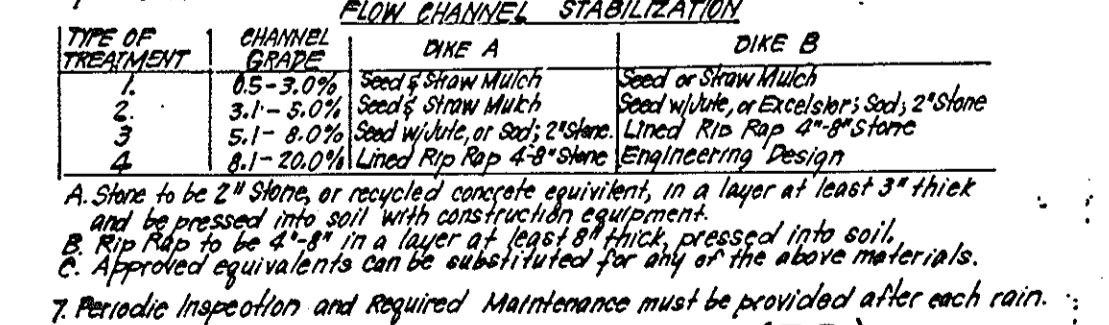 FLOW CHANNEL STABILIZATION
TYPE OF TREATMENT CHANNEL GRADE DIKE A DIKE B
1. 0.5-3.0% Seed & Straw Mulch Seed or Straw Mulch
2. 3.1-5.0% Seed & Straw Mulch Seed w/Jute, or Excelsior; Sod; 2" Stone
3 5.1-8.0% Seed w/Jute, or Sod; 2" Stone. Lined Rip Rap 4"-8" Stone
4 8.1-20.0% Lined Rip Rap 4-8" Stone Engineering Design
A. Stone to be 2" Stone, or recycled concrete equivilent, in a layer at least 3" thick
and be pressed into soil with construction equipment.
B. Rip Rap to be 4"-8" in a layer at least 8" thick, pressed into soil.
C. Approved equivalents can be substituted for any of the above materials.
7. Periodic Inspection and Required Maintenance must be provided after each rain.